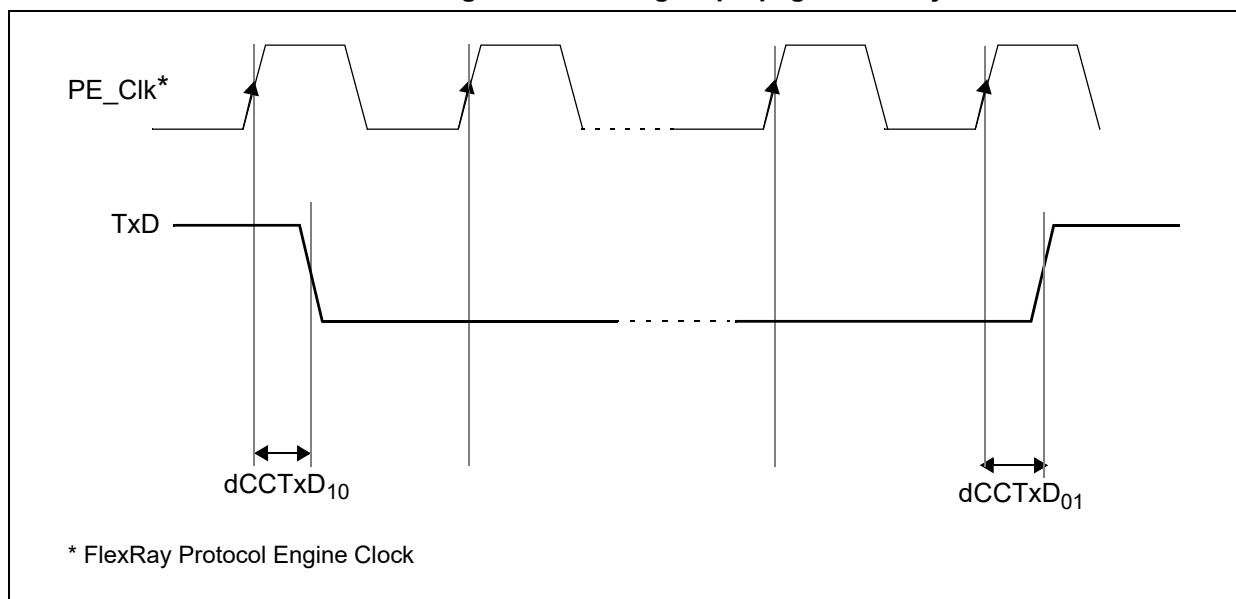 PE_Clk*
TxD
dCCTxD10
dCCTxD01
* FlexRay Protocol Engine Clock